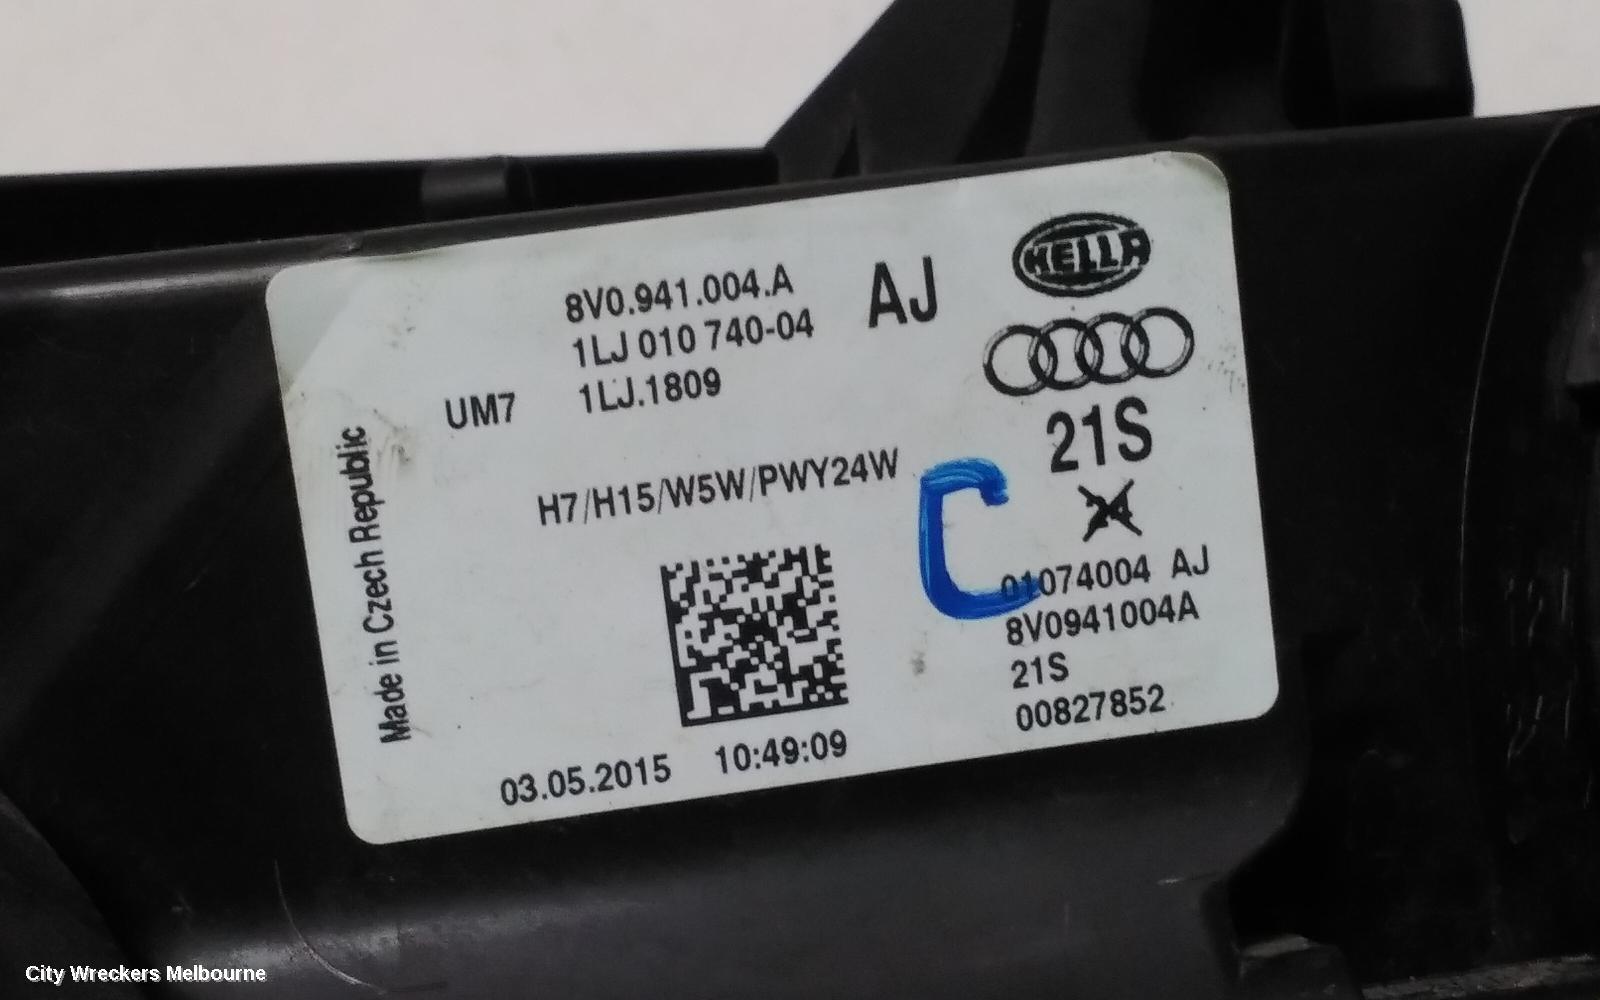 8V0.941.004.A
AJ
1LJ 010 740-04
1LJ.1809
UM7
HELLA
21S
H7/H15/W5W/PWY24W
C
Made in Czech Republic
01074004 AJ
8V0941004A
21S
00827852
03.05.2015 10:49:09
City Wreckers Melbourne